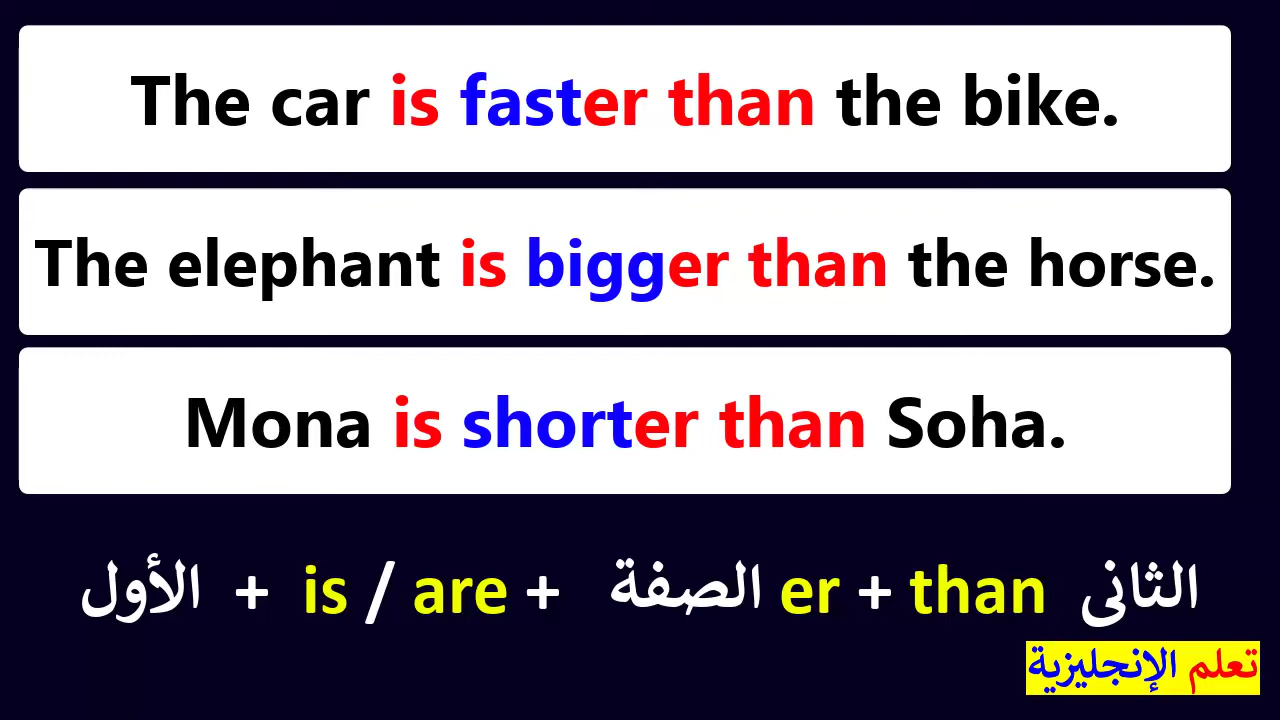 The car is faster than the bike.
The elephant is bigger than the horse.
Mona is shorter than Soha.
الأول + is / are + الصفة er + than الثانى
تعلم الإنجليزية